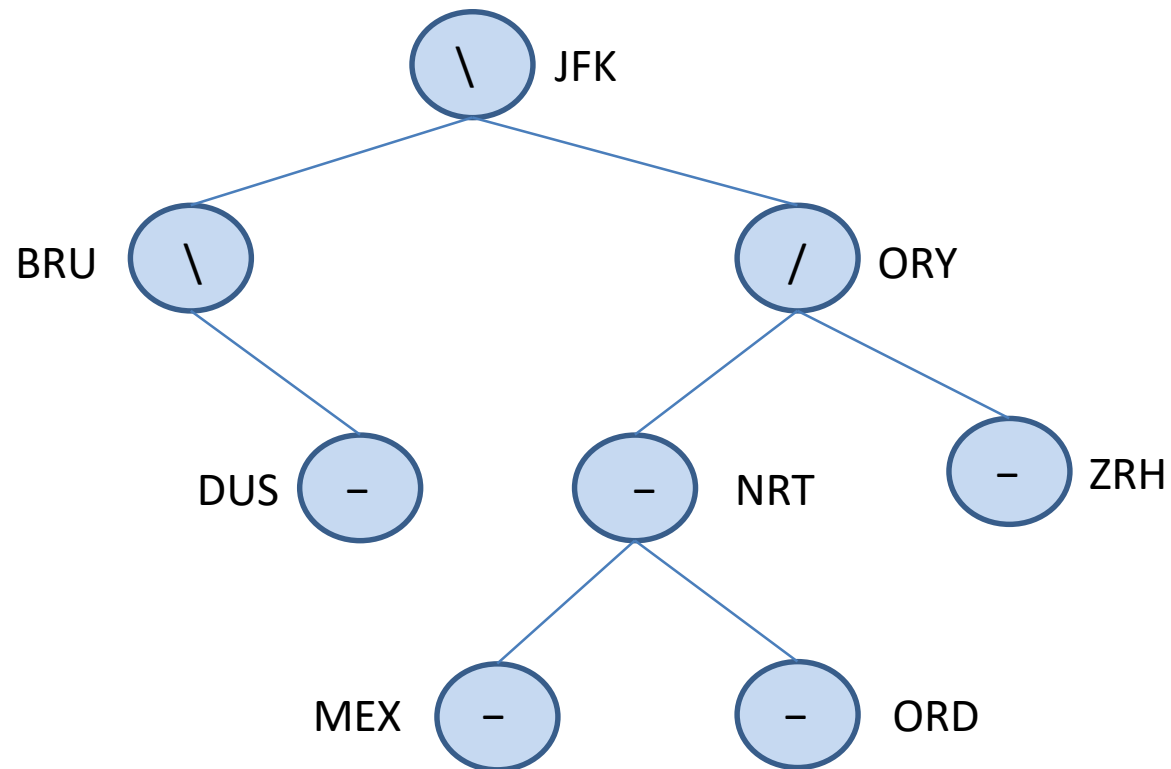 \ JFK
BRU \ / ORY
DUS – – NRT – ZRH
MEX – – ORD